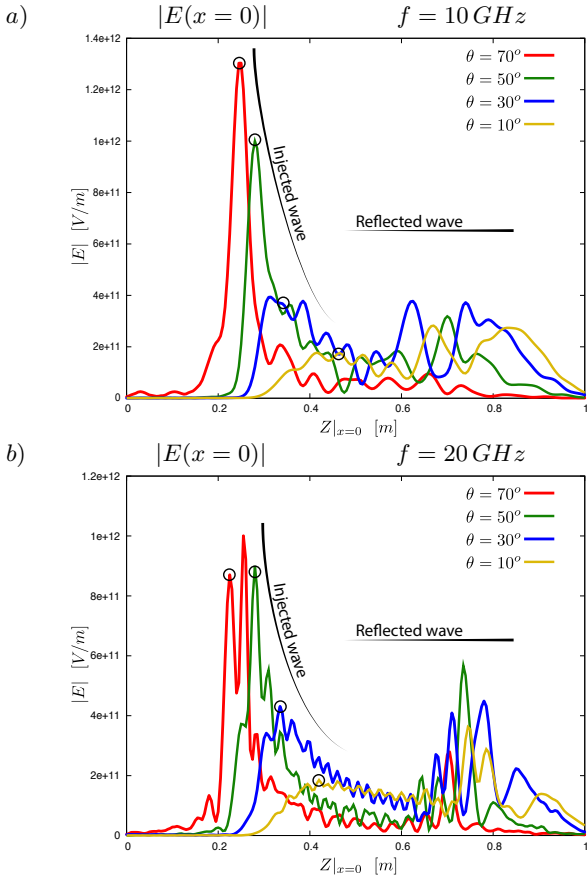 a) |E(x = 0)| f = 10 GHz
1.4e+12
1.2e+12
1e+12
8e+11
6e+11
4e+11
2e+11
0
|E| [V/m]
θ = 70°
θ = 50°
θ = 30°
θ = 10°
Injected wave
Reflected wave
0 0.2 0.4 0.6 0.8 1
Z|x=0 [m]
b) |E(x = 0)| f = 20 GHz
1.2e+12
1e+12
8e+11
6e+11
4e+11
2e+11
0
|E| [V/m]
θ = 70°
θ = 50°
θ = 30°
θ = 10°
Injected wave
Reflected wave
0 0.2 0.4 0.6 0.8 1
Z|x=0 [m]